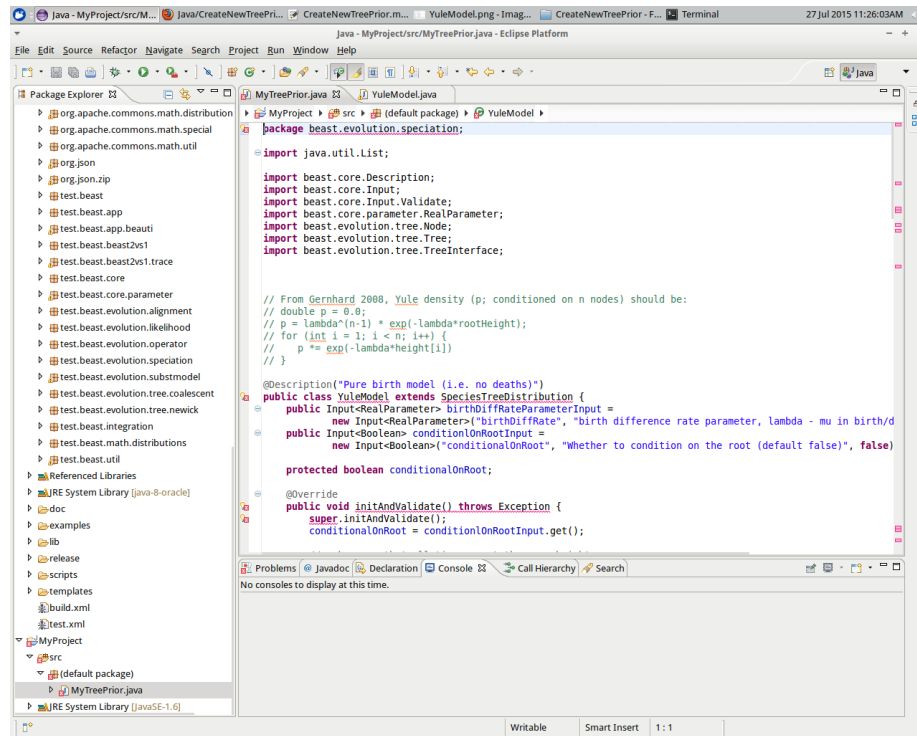 Java - MyProject/src/M... Java/CreateNewTreePri... CreateNewTreePrior.m... YuleModel.png - Imag... CreateNewTreePrior - F... Terminal 27 Jul 2015 11:26:03AM
Java - MyProject/src/MyTreePrior.java - Eclipse Platform
File Edit Source Refactor Navigate Search Project Run Window Help
Java
Package Explorer
org.apache.commons.math.distribution
org.apache.commons.math.special
org.apache.commons.math.util
org.json
org.json.zip
test.beast
test.beast.app
test.beast.app.beauti
test.beast.beast2vs1
test.beast.beast2vs1.trace
test.beast.core
test.beast.core.parameter
test.beast.evolution.alignment
test.beast.evolution.likelihood
test.beast.evolution.operator
test.beast.evolution.speciation
test.beast.evolution.substmodel
test.beast.evolution.tree.coalescent
test.beast.evolution.tree.newick
test.beast.integration
test.beast.math.distributions
test.beast.util
Referenced Libraries
JRE System Library [java-8-oracle]
doc
examples
lib
release
scripts
templates
build.xml
test.xml
MyProject
src
(default package)
MyTreePrior.java
JRE System Library [JavaSE-1.6]
MyTreePrior.java YuleModel.java
MyProject src (default package) YuleModel
package beast.evolution.speciation;
import java.util.List;
import beast.core.Description;
import beast.core.Input;
import beast.core.Input.Validate;
import beast.core.parameter.RealParameter;
import beast.evolution.tree.Node;
import beast.evolution.tree.Tree;
import beast.evolution.tree.TreeInterface;
// From Gernhard 2008, Yule density (p; conditioned on n nodes) should be:
// double p = 0.0;
// p = lambda^(n-1) * exp(-lambda*rootHeight);
// for (int i = 1; i < n; i++) {
// p *= exp(-lambda*height[i])
// }
@Description("Pure birth model (i.e. no deaths)")
public class YuleModel extends SpeciesTreeDistribution {
public Input<RealParameter> birthDiffRateParameterInput =
new Input<RealParameter>("birthDiffRate", "birth difference rate parameter, lambda - mu in birth/d
public Input<Boolean> conditionlOnRootInput =
new Input<Boolean>("conditionalOnRoot", "Whether to condition on the root (default false)", false)
protected boolean conditionalOnRoot;
@Override
public void initAndValidate() throws Exception {
super.initAndValidate();
conditionalOnRoot = conditionlOnRootInput.get();
Problems Javadoc Declaration Console Call Hierarchy Search
No consoles to display at this time.
Writable Smart Insert 1 : 1